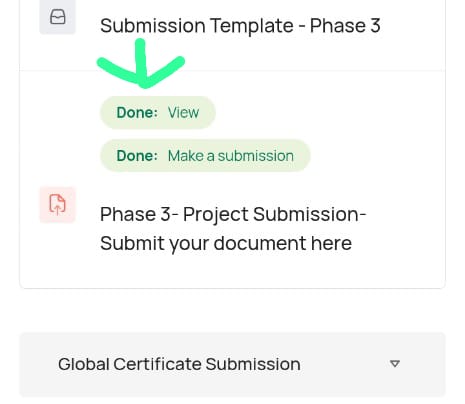 Submission Template - Phase 3
Done: View
Done: Make a submission
Phase 3- Project Submission-
Submit your document here
Global Certificate Submission